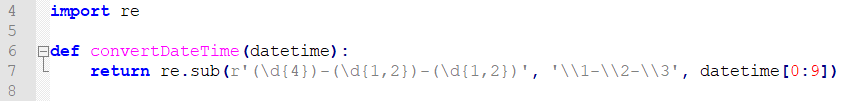 4 import re
5
6 def convertDateTime(datetime):
7 return re.sub(r'(\d{4})-(\d{1,2})-(\d{1,2})', '\\1-\\2-\\3', datetime[0:9])
8